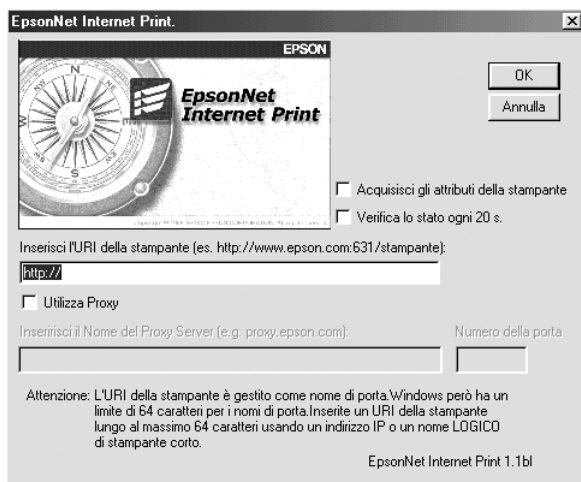 EpsonNet Internet Print.
EPSON
EpsonNet
Internet Print
OK
Annulla
Acquisisci gli attributi della stampante
Verifica lo stato ogni 20 s.
Inserisci l'URI della stampante (es. http://www.epson.com:631/stampante):
http://
Utilizza Proxy
Inseririsci il Nome del Proxy Server (e.g. proxy.epson.com):
Numero della porta
Attenzione: L'URI della stampante è gestito come nome di porta.Windows però ha un
limite di 64 caratteri per i nomi di porta.Inserite un URI della stampante
lungo al massimo 64 caratteri usando un indirizzo IP o un nome LOGICO
di stampante corto.
EpsonNet Internet Print 1.1bl